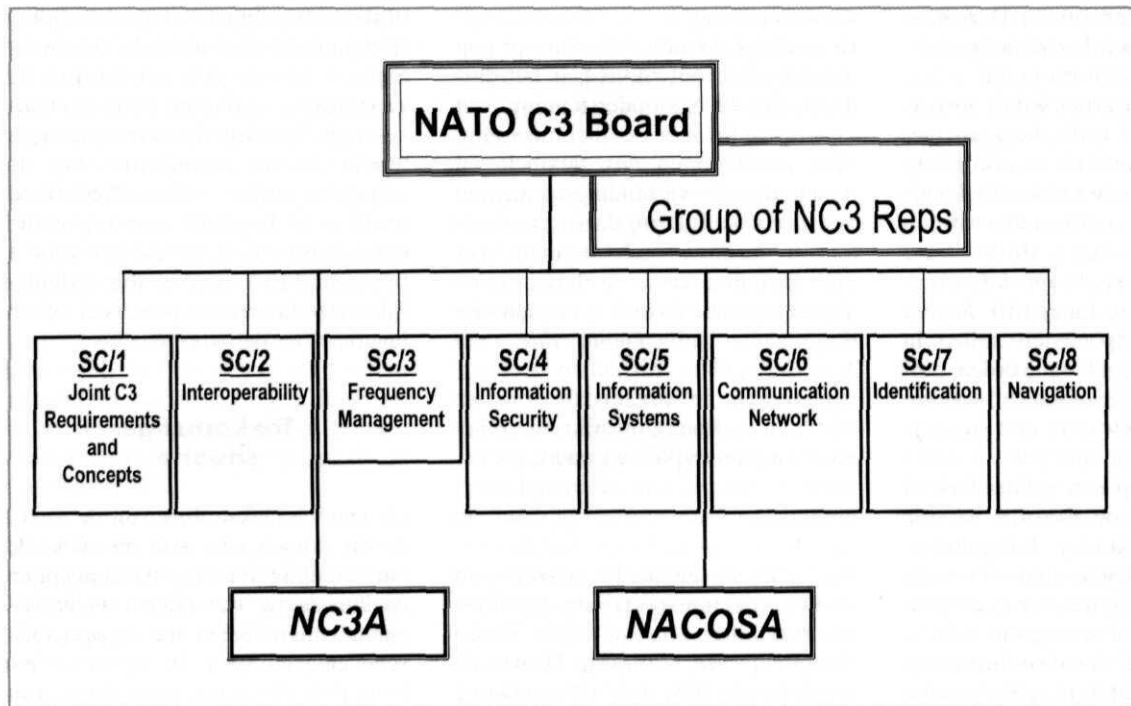 NATO C3 Board
Group of NC3 Reps
SC/1
Joint C3
Requirements
and
Concepts
SC/2
Interoperability
SC/3
Frequency
Management
SC/4
Information
Security
SC/5
Information
Systems
SC/6
Communication
Network
SC/7
Identification
SC/8
Navigation
NC3A
NACOSA